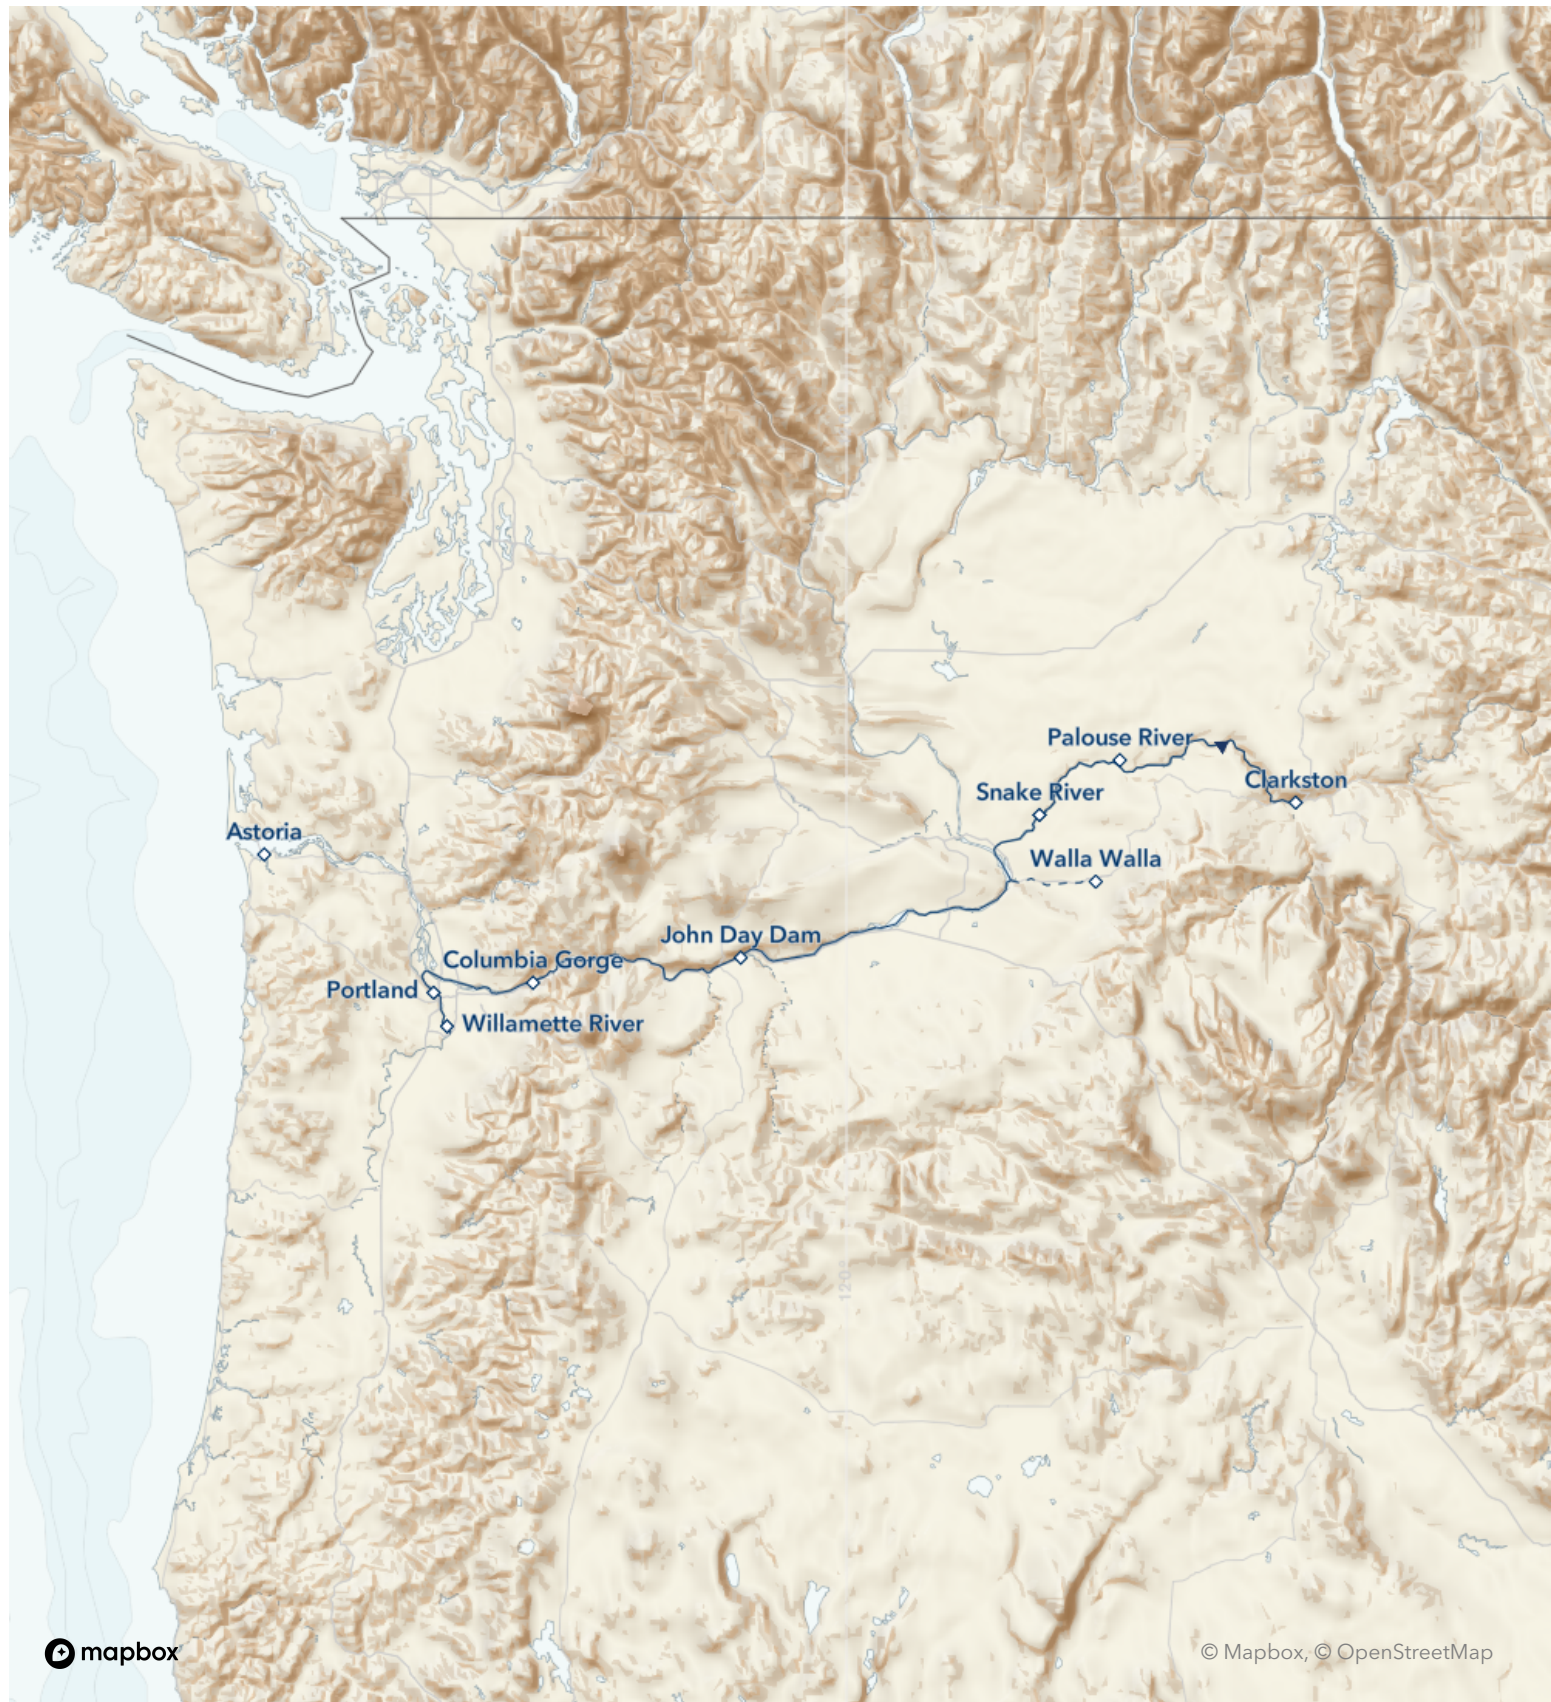 Palouse River
Clarkston
Snake River
Astoria
Walla Walla
John Day Dam
Columbia Gorge
Portland
Willamette River
120°
mapbox
© Mapbox, © OpenStreetMap